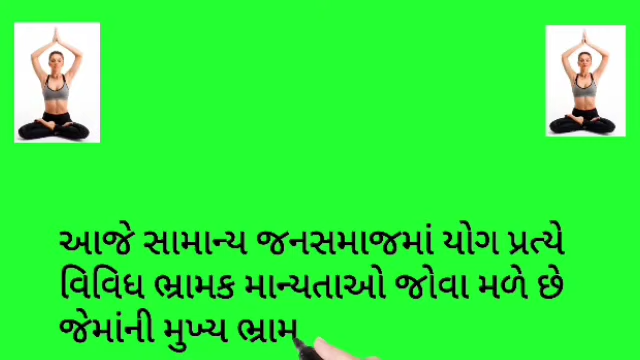 આજે સામાન્ય જનસમાજમાં યોગ પ્રત્યે
વિવિધ ભ્રામક માન્યતાઓ જોવા મળે છે
જેમાંની મુખ્ય ભ્રામ